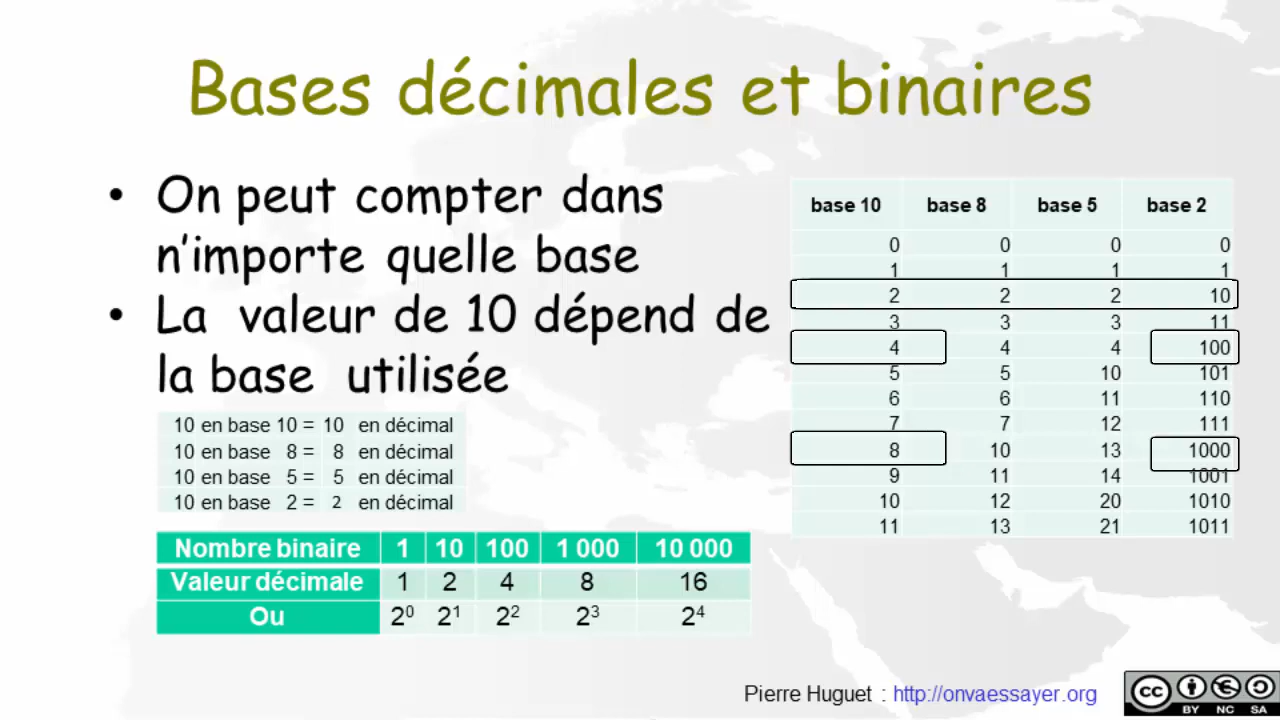 Bases décimales et binaires
• On peut compter dans
n’importe quelle base
• La valeur de 10 dépend de
la base utilisée
10 en base 10 = 10 en décimal
10 en base 8 = 8 en décimal
10 en base 5 = 5 en décimal
10 en base 2 = 2 en décimal
Nombre binaire 1 10 100 1 000 10 000
Valeur décimale 1 2 4 8 16
Ou 2⁰ 2¹ 2² 2³ 2⁴
base 10 base 8 base 5 base 2
0 0 0 0
1 1 1 1
2 2 2 10
3 3 3 11
4 4 4 100
5 5 10 101
6 6 11 110
7 7 12 111
8 10 13 1000
9 11 14 1001
10 12 20 1010
11 13 21 1011
Pierre Huguet : http://onvaessayer.org
cc BY NC SA